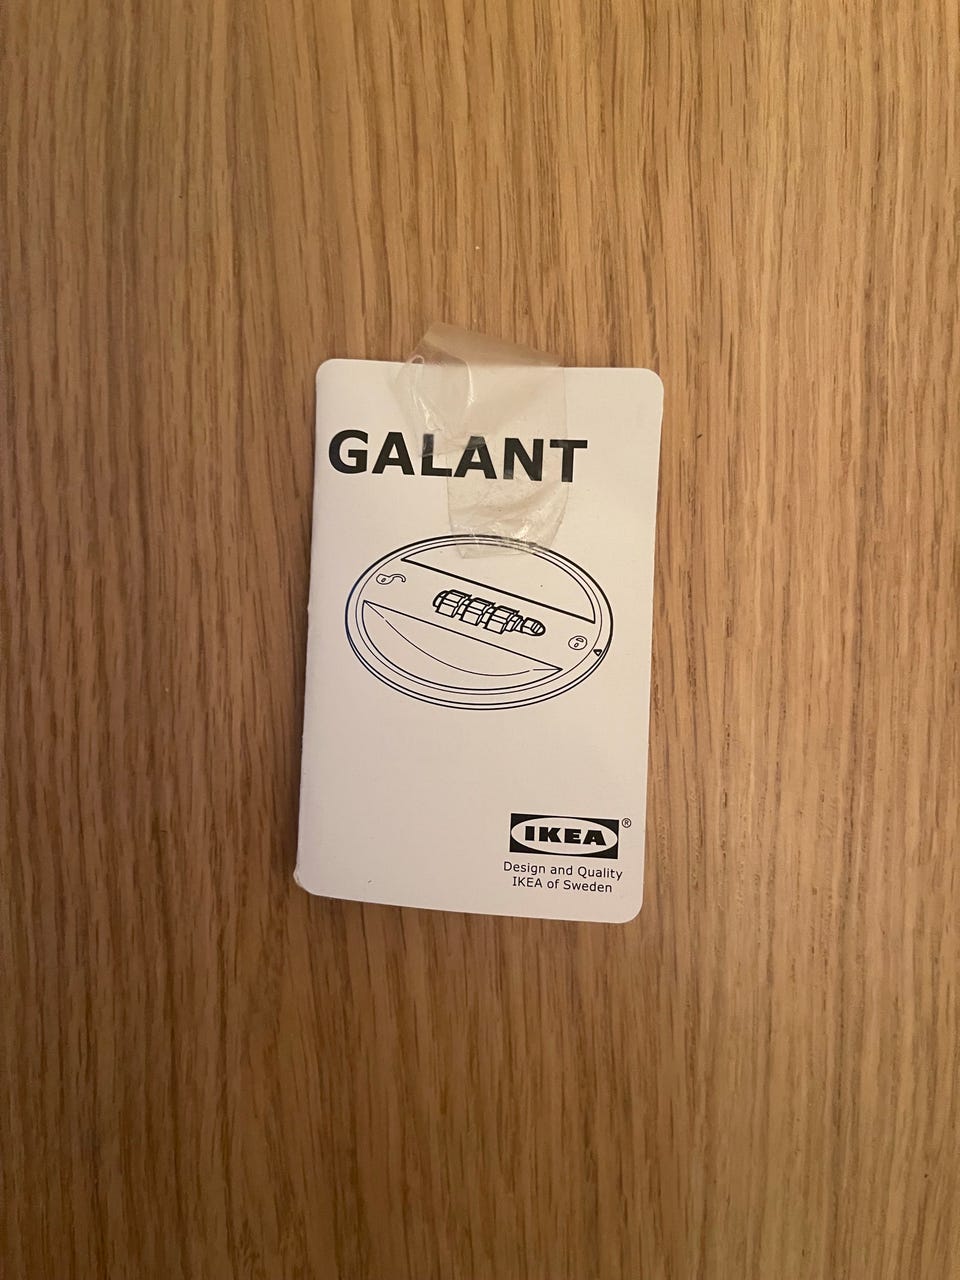 GALANT
IKEA®
Design and Quality
IKEA of Sweden